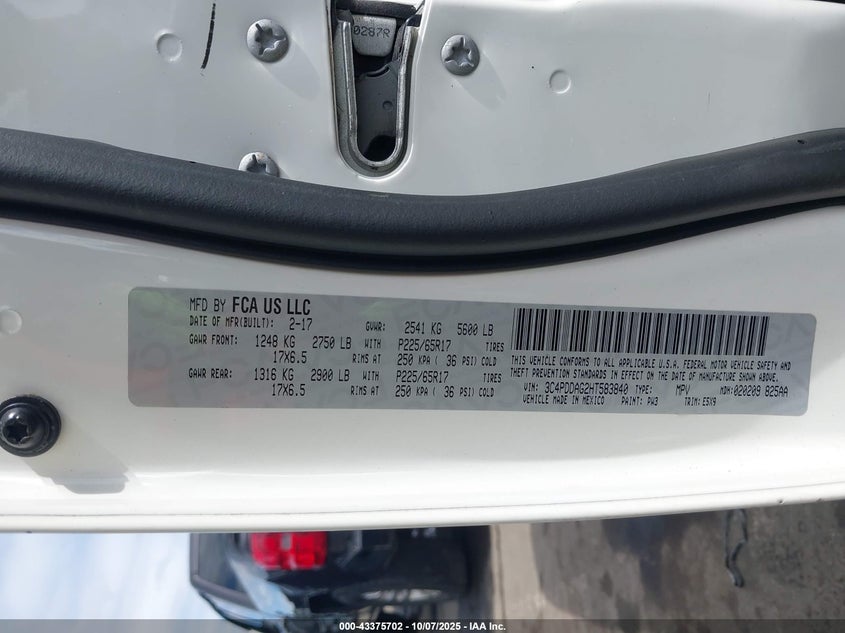 0287R
MFD BY FCA US LLC
DATE OF MFR(BUILT): 2-17 GVWR: 2541 KG 5600 LB
GAWR FRONT: 1248 KG 2750 LB WITH P225/65R17 TIRES
17X6.5 RIMS AT 250 KPA ( 36 PSI) COLD
GAWR REAR: 1316 KG 2900 LB WITH P225/65R17 TIRES
17X6.5 RIMS AT 250 KPA ( 36 PSI) COLD
THIS VEHICLE CONFORMS TO ALL APPLICABLE U.S.A. FEDERAL MOTOR VEHICLE SAFETY AND
THEFT PREVENTION STANDARDS IN EFFECT ON THE DATE OF MANUFACTURE SHOWN ABOVE.
VIN: 3C4PDDAG2HT583840 TYPE: MPV MDH: 020209 825AA
VEHICLE MADE IN MEXICO PAINT: PW3 TRIM: E5X9
000-43375702 - 10/07/2025 - IAA Inc.